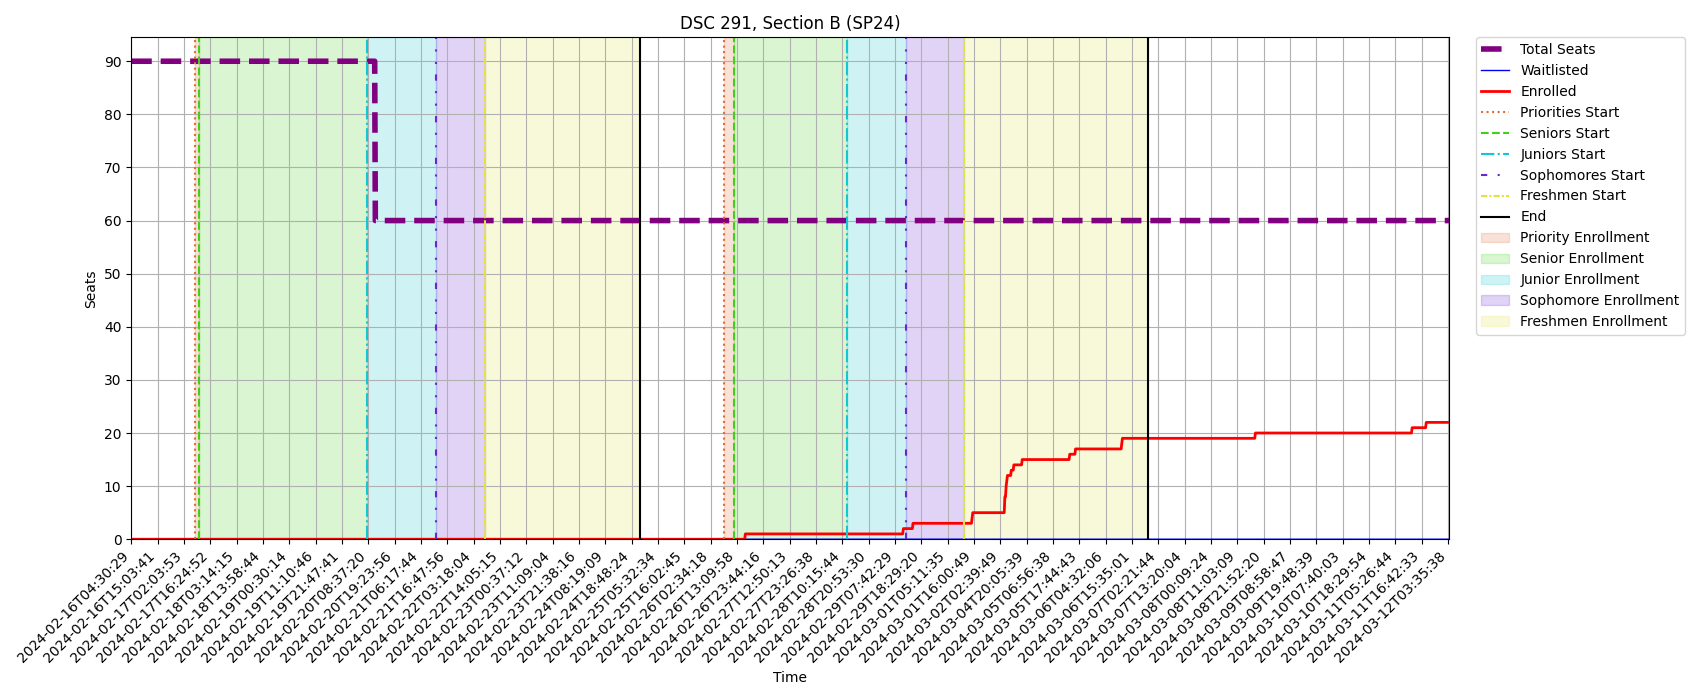 DSC 291, Section B (SP24)
Seats
90
80
70
60
50
40
30
20
10
0
2024-02-16T04:30:29
2024-02-16T15:03:41
2024-02-17T02:03:53
2024-02-17T16:24:52
2024-02-18T03:14:15
2024-02-18T13:58:44
2024-02-19T00:30:14
2024-02-19T11:10:46
2024-02-19T21:47:41
2024-02-20T08:37:20
2024-02-20T19:23:56
2024-02-21T06:17:44
2024-02-21T16:47:56
2024-02-22T03:18:04
2024-02-22T14:05:15
2024-02-23T00:37:12
2024-02-23T11:09:04
2024-02-23T21:38:16
2024-02-24T08:19:09
2024-02-24T18:48:24
2024-02-25T05:32:34
2024-02-25T16:02:45
2024-02-26T02:34:18
2024-02-26T13:09:58
2024-02-26T23:44:16
2024-02-27T12:50:13
2024-02-27T23:26:38
2024-02-28T10:15:44
2024-02-28T20:53:30
2024-02-29T07:42:29
2024-02-29T18:29:20
2024-03-01T05:11:35
2024-03-01T16:00:49
2024-03-02T02:39:49
2024-03-04T20:05:39
2024-03-05T06:56:38
2024-03-05T17:44:43
2024-03-06T04:32:06
2024-03-06T15:35:01
2024-03-07T02:21:44
2024-03-07T13:20:04
2024-03-08T00:09:24
2024-03-08T11:03:09
2024-03-08T21:52:20
2024-03-09T08:58:47
2024-03-09T19:48:39
2024-03-10T07:40:03
2024-03-10T18:29:54
2024-03-11T05:26:44
2024-03-11T16:42:33
2024-03-12T03:35:38
Time
Total Seats
Waitlisted
Enrolled
Priorities Start
Seniors Start
Juniors Start
Sophomores Start
Freshmen Start
End
Priority Enrollment
Senior Enrollment
Junior Enrollment
Sophomore Enrollment
Freshmen Enrollment